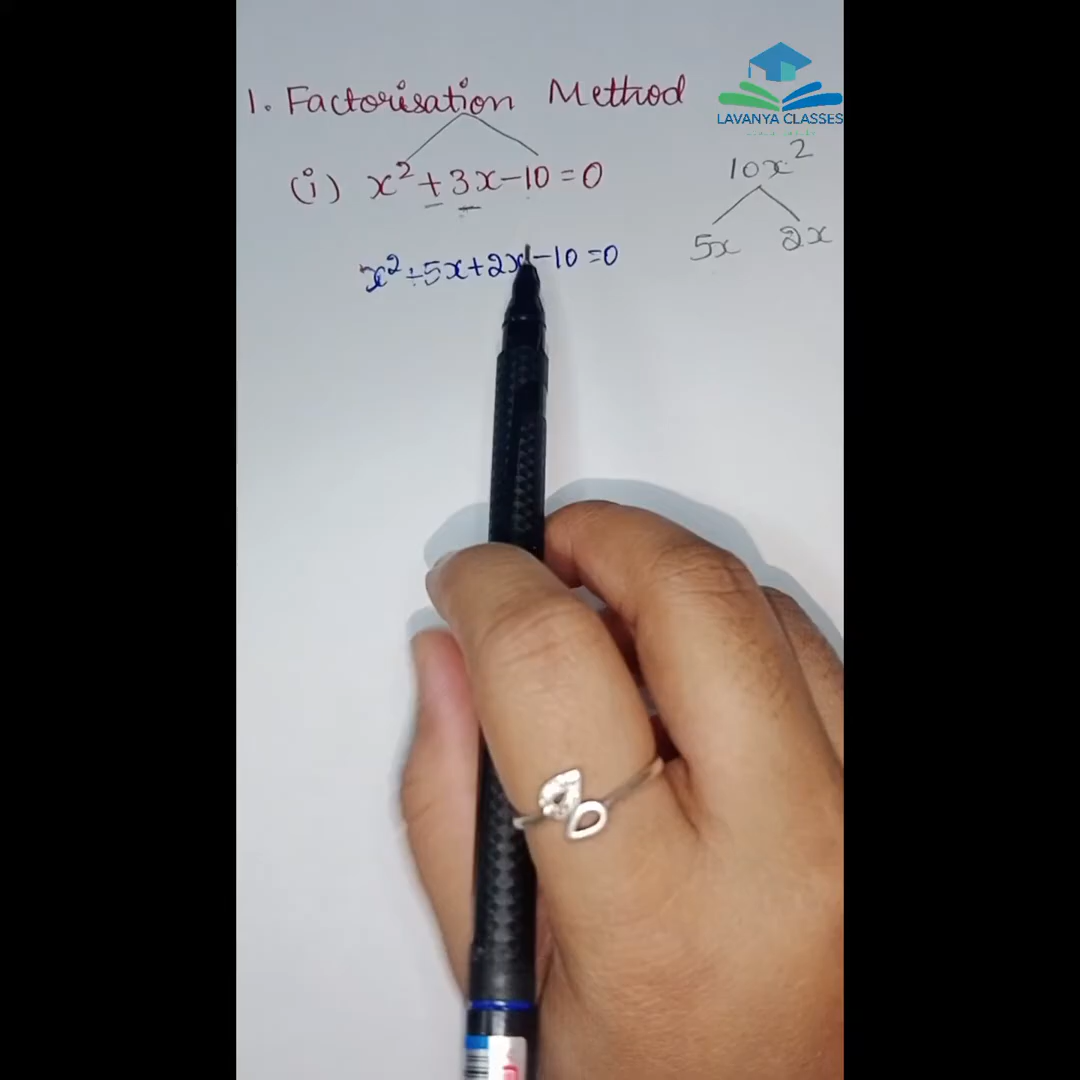 1. Factorisation Method
LAVANYA CLASSES
(i) x² + 3x - 10 = 0
10x²
5x 2x
x² + 5x + 2x - 10 = 0